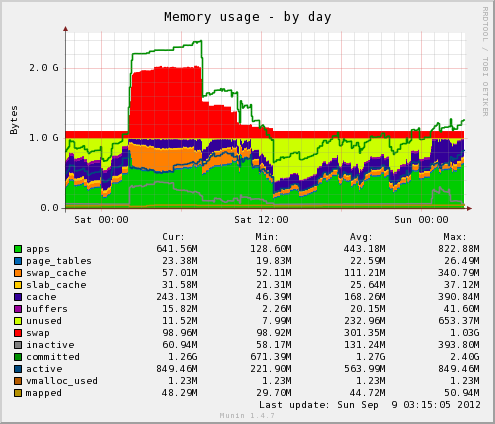 Memory usage - by day
RRDTOOL / TOBI OETIKER
Bytes
2.0 G
1.0 G
0.0
Sat 00:00 Sat 12:00 Sun 00:00
Cur: Min: Avg: Max:
apps 641.56M 128.60M 443.18M 822.88M
page_tables 23.38M 19.83M 22.59M 26.49M
swap_cache 57.01M 52.11M 111.21M 340.79M
slab_cache 31.58M 21.31M 25.64M 37.12M
cache 243.13M 46.39M 168.26M 390.84M
buffers 15.82M 2.26M 20.15M 41.60M
unused 11.52M 7.99M 232.96M 653.37M
swap 98.96M 98.92M 301.35M 1.03G
inactive 60.94M 58.17M 131.24M 393.80M
committed 1.26G 671.39M 1.27G 2.40G
active 849.46M 221.90M 563.99M 849.46M
vmalloc_used 1.23M 1.23M 1.23M 1.23M
mapped 48.29M 29.70M 44.72M 50.94M
Last update: Sun Sep 9 03:15:05 2012
Munin 1.4.7